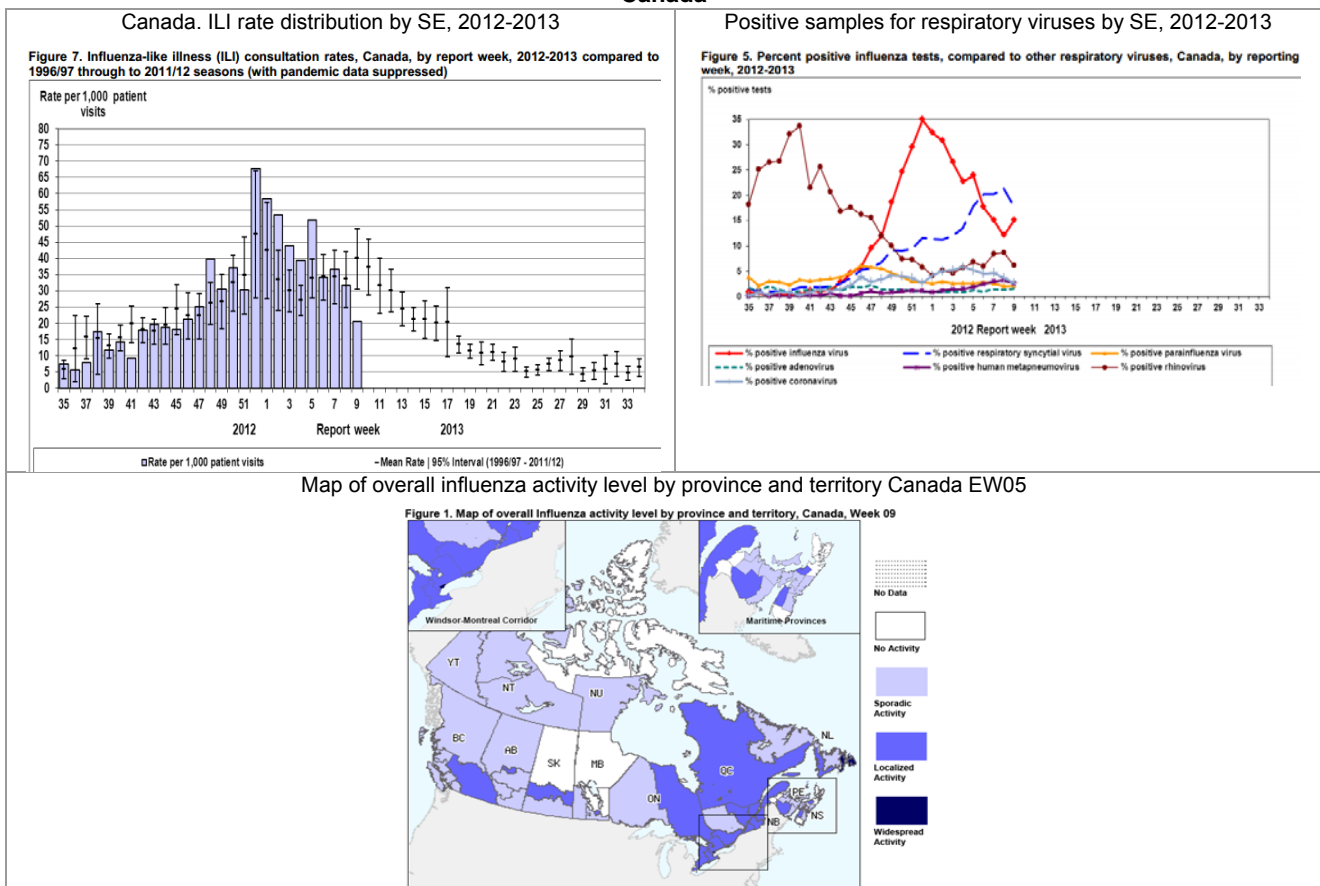 Canada
Canada. ILI rate distribution by SE, 2012-2013
Figure 7. Influenza-like illness (ILI) consultation rates, Canada, by report week, 2012-2013 compared to
1996/97 through to 2011/12 seasons (with pandemic data suppressed)
Rate per 1,000 patient
visits
80
75
70
65
60
55
50
45
40
35
30
25
20
15
10
5
0
35 37 39 41 43 45 47 49 51 1 3 5 7 9 11 13 15 17 19 21 23 25 27 29 31 33
2012 Report week 2013
Rate per 1,000 patient visits
Mean Rate | 95% Interval (1996/97 - 2011/12)
Positive samples for respiratory viruses by SE, 2012-2013
Figure 5. Percent positive influenza tests, compared to other respiratory viruses, Canada, by reporting
week, 2012-2013
% positive tests
35
30
25
20
15
10
5
0
35 37 39 41 43 45 47 49 51 1 3 5 7 9 11 13 15 17 19 21 23 25 27 29 31 33
2012 Report week 2013
% positive influenza virus
% positive respiratory syncytial virus
% positive parainfluenza virus
% positive adenovirus
% positive human metapneumovirus
% positive rhinovirus
% positive coronavirus
Map of overall influenza activity level by province and territory Canada EW05
Figure 1. Map of overall Influenza activity level by province and territory, Canada, Week 09
Windsor-Montreal Corridor
Maritime Provinces
YT
NT
NU
BC
AB
SK
MB
ON
QC
NL
PE
NB
NS
No Data
No Activity
Sporadic
Activity
Localized
Activity
Widespread
Activity